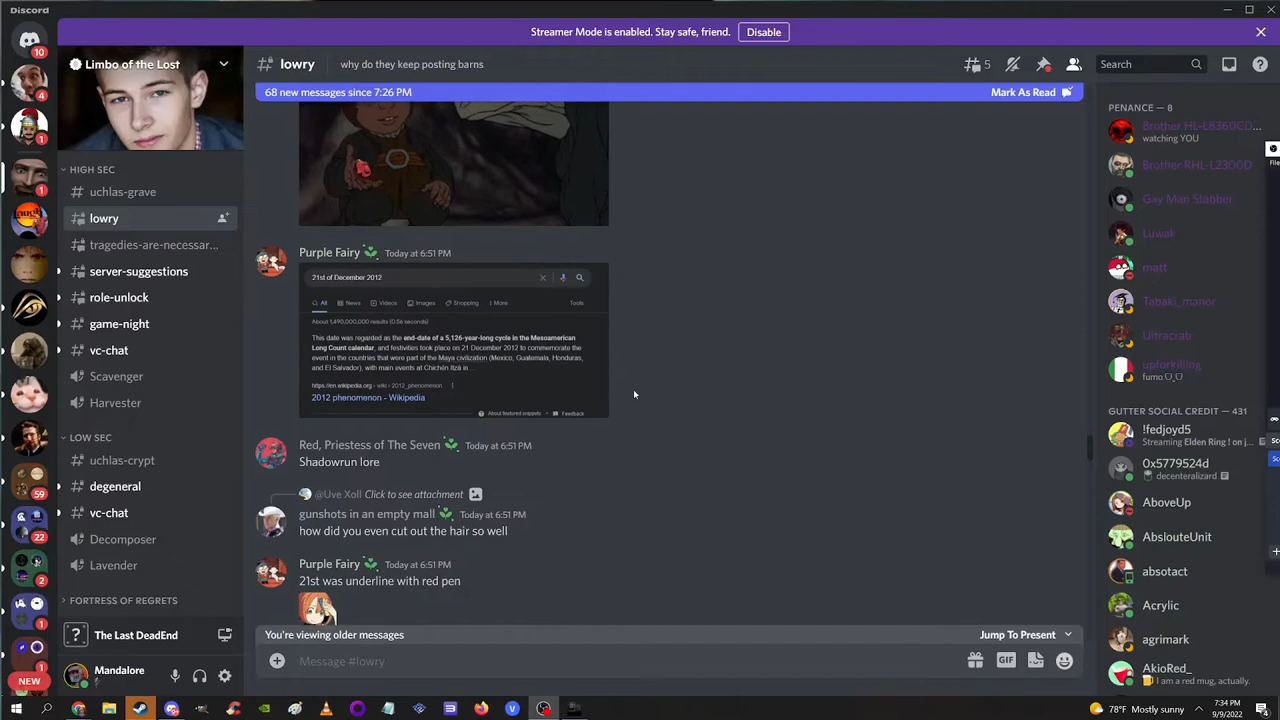 Discord
Streamer Mode is enabled. Stay safe, friend. Disable
10
4
1
1
59
22
2
1
NEW
Limbo of the Lost
HIGH SEC
uchlas-grave
lowry
tragedies-are-necessar...
server-suggestions
role-unlock
game-night
vc-chat
Scavenger
Harvester
LOW SEC
uchlas-crypt
degeneral
vc-chat
Decomposer
Lavender
FORTRESS OF REGRETS
The Last DeadEnd
Mandalore
lowry why do they keep posting barns
5
Search
68 new messages since 7:26 PM Mark As Read
Purple Fairy Today at 6:51 PM
21st of December 2012
All News Videos Images Shopping More Tools
About 1,490,000,000 results (0.56 seconds)
This date was regarded as the end-date of a 5,126-year-long cycle in the Mesoamerican
Long Count calendar, and festivities took place on 21 December 2012 to commemorate the
event in the countries that were part of the Maya civilization (Mexico, Guatemala, Honduras,
and El Salvador), with main events at Chichén Itzá in ...
https://en.wikipedia.org › wiki › 2012_phenomenon
2012 phenomenon - Wikipedia
About featured snippets Feedback
Red, Priestess of The Seven Today at 6:51 PM
Shadowrun lore
@Uve Xoll Click to see attachment
gunshots in an empty mall Today at 6:51 PM
how did you even cut out the hair so well
Purple Fairy Today at 6:51 PM
21st was underline with red pen
You're viewing older messages Jump To Present
Message #lowry
GIF
PENANCE — 8
Brother HL-L8360CD...
watching YOU
Brother RHL-L2300D
Gay Man Stabber
Luwak
matt
Tabaki_manor
Ultracrab
upforkilling
fumo
GUTTER SOCIAL CREDIT — 431
!fedjoyd5
Streaming Elden Ring ! on j...
0x5779524d
decentralizard
AboveUp
AbslouteUnit
absotact
Acrylic
agrimark
AkioRed_
I am a red mug, actually.
File
78°F Mostly sunny
7:34 PM
9/9/2022